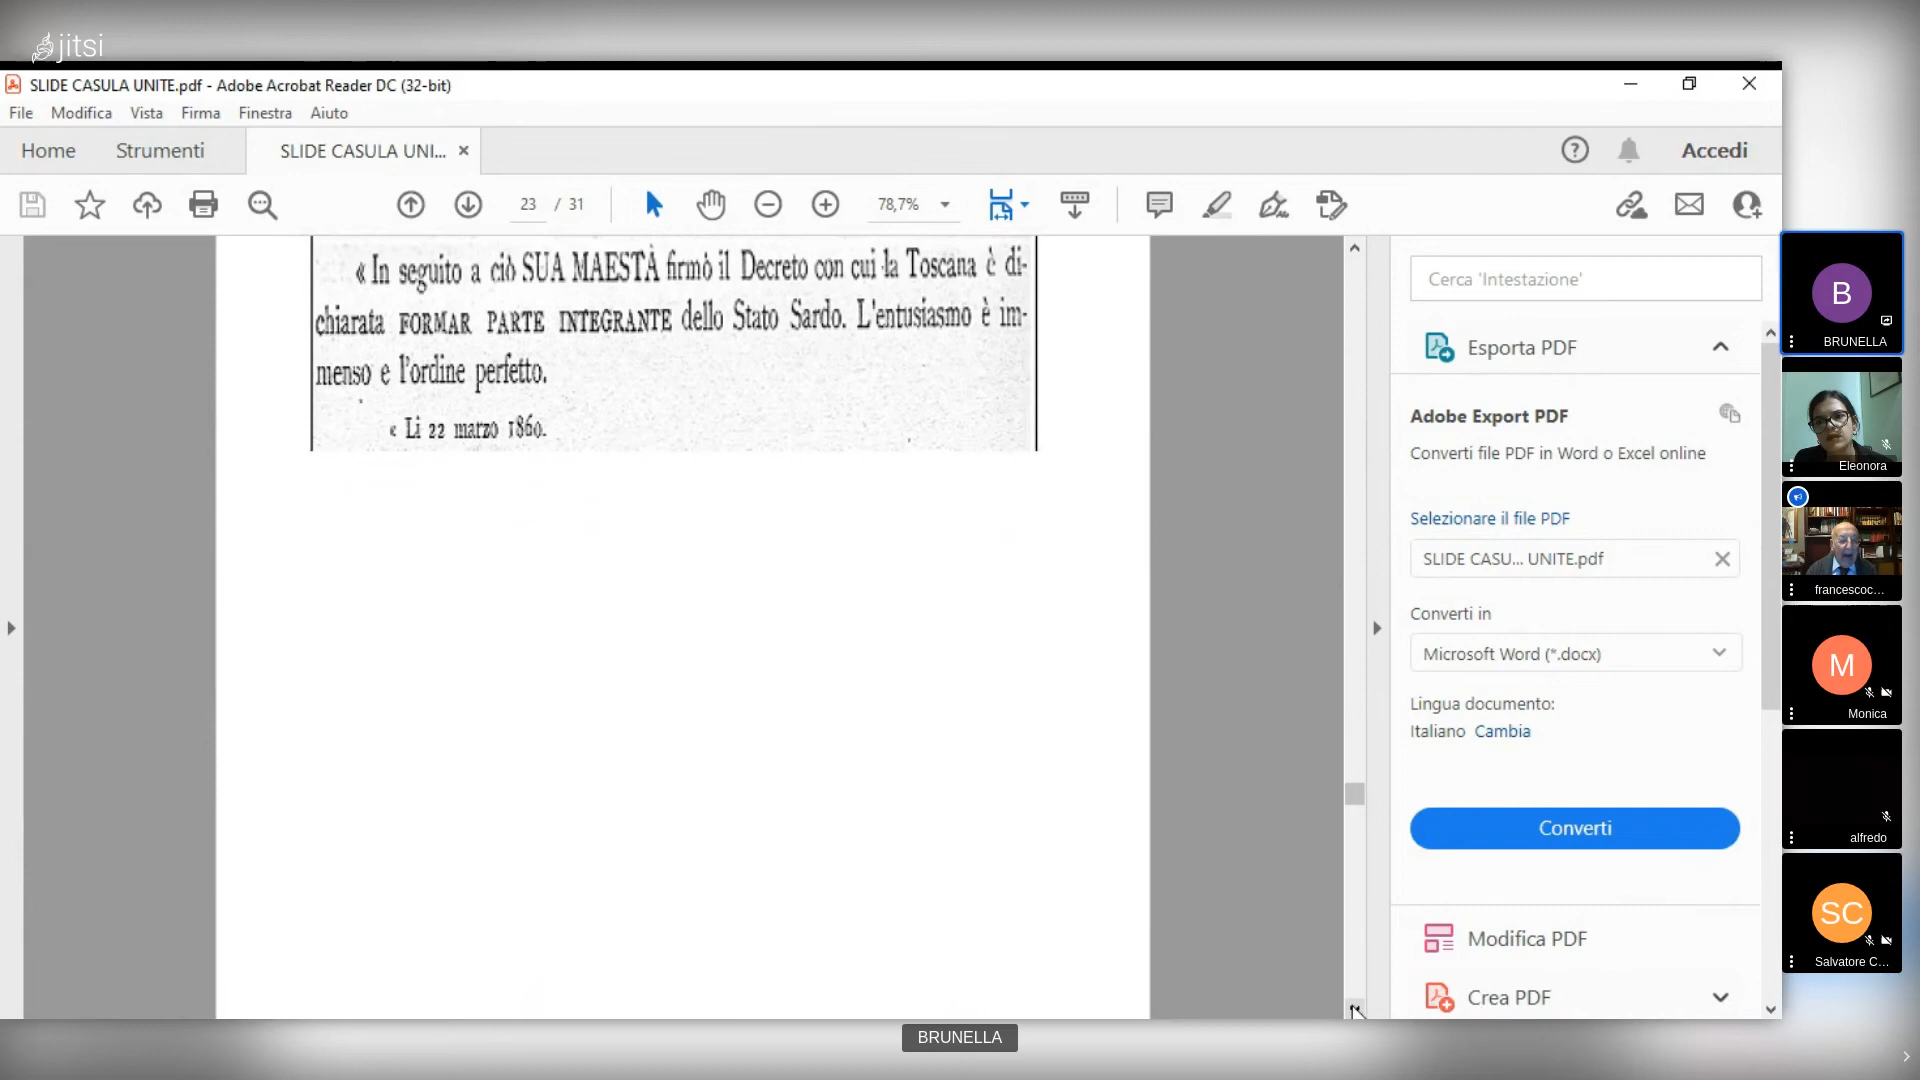 jitsi
SLIDE CASULA UNITE.pdf - Adobe Acrobat Reader DC (32-bit)
File Modifica Vista Firma Finestra Aiuto
Home Strumenti SLIDE CASULA UNI... × Accedi
23 / 31 78,7%
« In seguito a ciò SUA MAESTÀ firmò il Decreto con cui la Toscana è di-
chiarata FORMAR PARTE INTEGRANTE dello Stato Sardo. L'entusiasmo è im-
menso e l'ordine perfetto.
« Li 22 marzo 1860.
Cerca 'Intestazione'
Esporta PDF
Adobe Export PDF
Converti file PDF in Word o Excel online
Selezionare il file PDF
SLIDE CASU... UNITE.pdf
Converti in
Microsoft Word (*.docx)
Lingua documento:
Italiano Cambia
Converti
Modifica PDF
Crea PDF
B
BRUNELLA
Eleonora
francescoc...
M
Monica
alfredo
SC
Salvatore C...
BRUNELLA